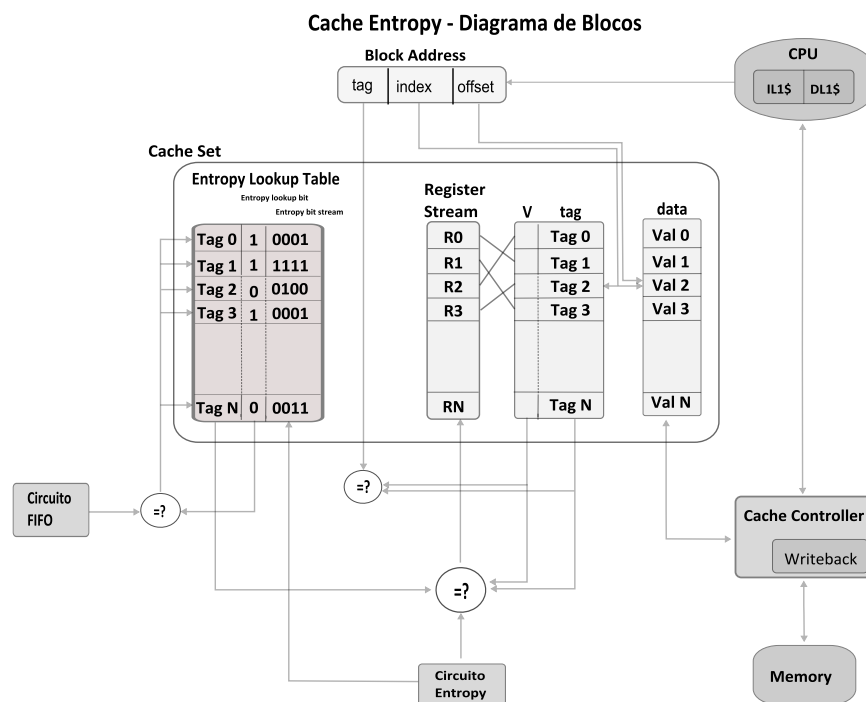 Cache Entropy - Diagrama de Blocos
Block Address
tag index offset
CPU
IL1$ DL1$
Cache Set
Entropy Lookup Table
Entropy lookup bit
Entropy bit stream
Tag 0 1 0001
Tag 1 1 1111
Tag 2 0 0100
Tag 3 1 0001
Tag N 0 0011
Register
Stream
R0
R1
R2
R3
RN
V tag
Tag 0
Tag 1
Tag 2
Tag 3
Tag N
data
Val 0
Val 1
Val 2
Val 3
Val N
Circuito
FIFO
=?
=?
=?
Circuito
Entropy
Cache Controller
Writeback
Memory